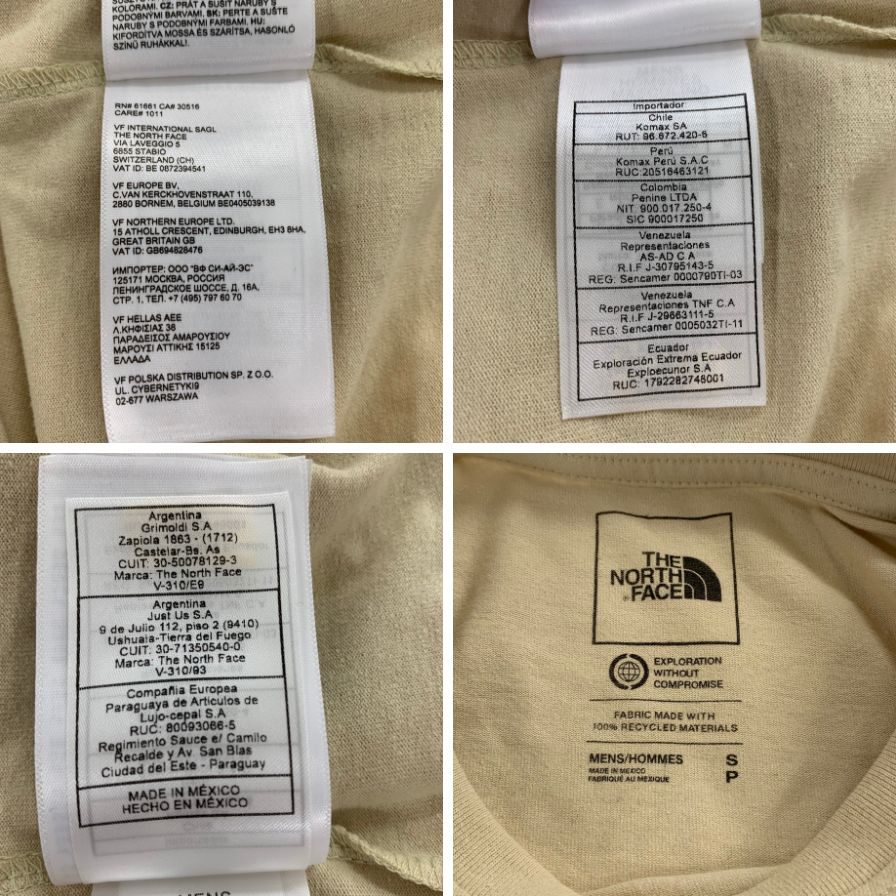 KOLORAMI. CZ: PRÁT A SUŠIT NARUBY S
PODOBNÝMI BARVAMI. SK: PERTE A SUŠTE
NARUBY S PODOBNÝMI FARBAMI. HU:
KIFORDÍTVA MOSSA ÉS SZÁRÍTSA, HASONLÓ
SZÍNŰ RUHÁKKAL!
RN# 61661 CA# 30516
CARE# 1011
VF INTERNATIONAL SAGL
THE NORTH FACE
VIA LAVEGGIO 5
6855 STABIO
SWITZERLAND (CH)
VAT ID: BE 0872394541
VF EUROPE BV,
C.VAN KERCKHOVENSTRAAT 110,
2880 BORNEM, BELGIUM BE0405039138
VF NORTHERN EUROPE LTD.
15 ATHOLL CRESCENT, EDINBURGH, EH3 8HA,
GREAT BRITAIN GB
VAT ID: GB694828476
ИМПОРТЕР: ООО "ВФ СИ-АЙ-ЭС"
125171 МОСКВА, РОССИЯ
ЛЕНИНГРАДСКОЕ ШОССЕ, Д. 16А,
СТР. 1, ТЕЛ. +7 (495) 797 60 70
VF HELLAS AEE
Λ.ΚΗΦΙΣΙΑΣ 36
ΠΑΡΑΔΕΙΣΟΣ ΑΜΑΡΟΥΣΙΟΥ
ΜΑΡΟΥΣΙ ΑΤΤΙΚΗΣ 15125
ΕΛΛΑΔΑ
VF POLSKA DISTRIBUTION SP. Z O.O.
UL. CYBERNETYKI9
02-677 WARSZAWA
Importador
Chile
Komax SA
RUT: 96.672.420-6
Perú
Komax Perú S.A.C
RUC:20516463121
Colombia
Penine LTDA
NIT. 900.017.250-4
SIC 900017250
Venezuela
Representaciones
AS-AD C A
R.I.F J-30795143-5
REG: Sencamer 0000790TI-03
Venezuela
Representaciones TNF C.A
R.I.F J-29663111-5
REG: Sencamer 0005032TI-11
Ecuador
Exploración Extrema Ecuador
Exploecunor S.A
RUC: 1792282748001
Argentina
Grimoldi S.A
Zapiola 1863 - (1712)
Castelar-Bs. As
CUIT: 30-50078129-3
Marca: The North Face
V-310/E9
Argentina
Just Us S.A
9 de Julio 112, piso 2 (9410)
Ushuaia-Tierra del Fuego
CUIT: 30-71350540-0
Marca: The North Face
V-310/93
Compañia Europea
Paraguaya de Articulos de
Lujo-cepal S.A
RUC: 80093066-5
Regimiento Sauce e/ Camilo
Recalde y Av. San Blas
Ciudad del Este - Paraguay
MADE IN MÉXICO
HECHO EN MÉXICO
THE
NORTH
FACE
EXPLORATION
WITHOUT
COMPROMISE
FABRIC MADE WITH
100% RECYCLED MATERIALS
MENS/HOMMES S
MADE IN MEXICO P
FABRIQUÉ AU MEXIQUE